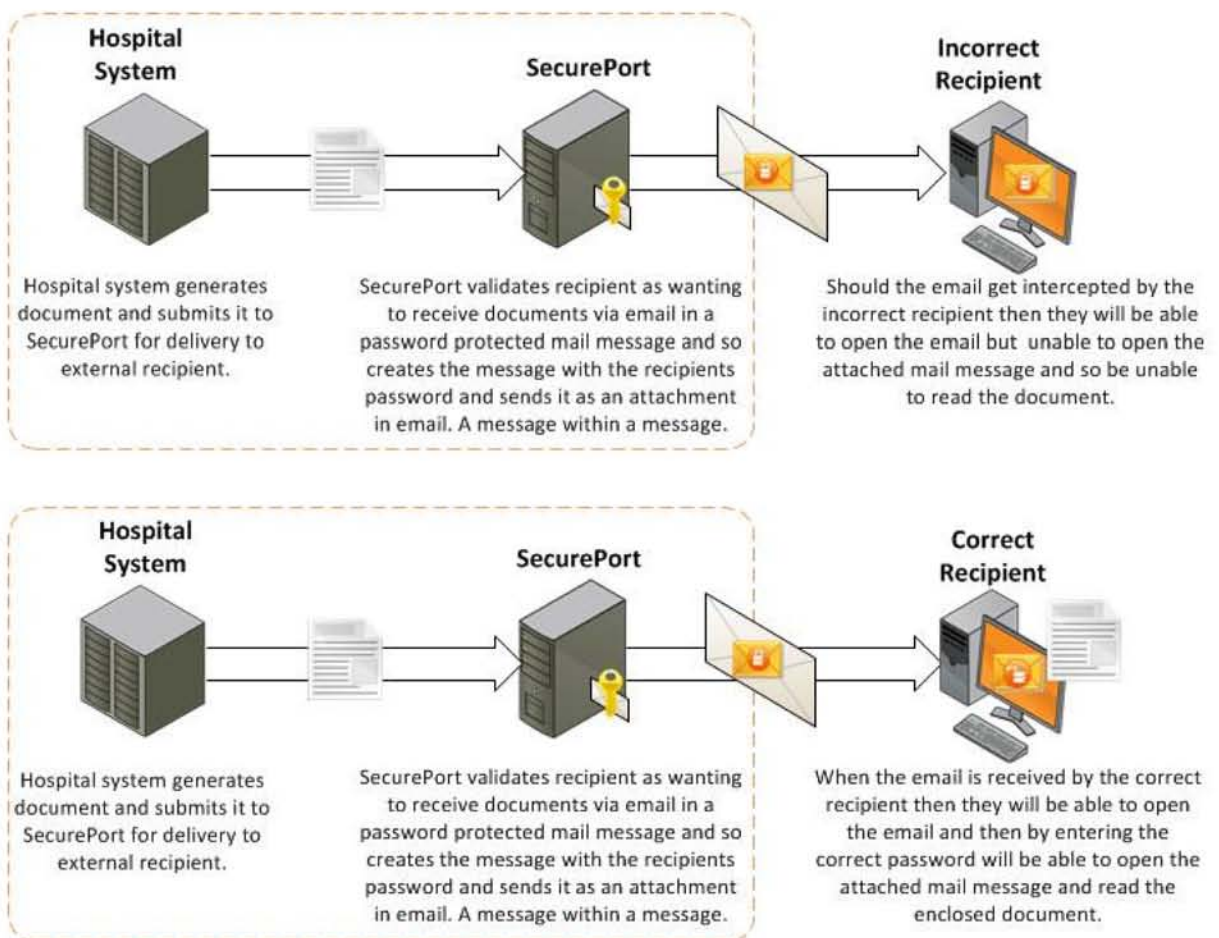 Hospital
System
SecurePort
Incorrect
Recipient
Hospital system generates
document and submits it to
SecurePort for delivery to
external recipient.
SecurePort validates recipient as wanting
to receive documents via email in a
password protected mail message and so
creates the message with the recipients
password and sends it as an attachment
in email. A message within a message.
Should the email get intercepted by the
incorrect recipient then they will be able
to open the email but unable to open the
attached mail message and so be unable
to read the document.
Hospital
System
SecurePort
Correct
Recipient
Hospital system generates
document and submits it to
SecurePort for delivery to
external recipient.
SecurePort validates recipient as wanting
to receive documents via email in a
password protected mail message and so
creates the message with the recipients
password and sends it as an attachment
in email. A message within a message.
When the email is received by the correct
recipient then they will be able to open
the email and then by entering the
correct password will be able to open the
attached mail message and read the
enclosed document.